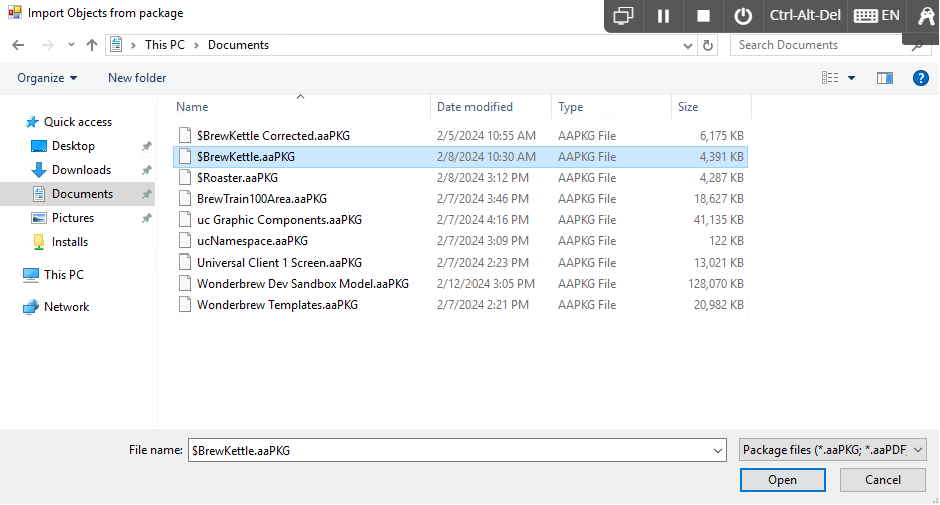 Import Objects from package
Ctrl-Alt-Del EN
This PC Documents
Search Documents
Organize New folder
Name Date modified Type Size
Quick access
Desktop
Downloads
Documents
Pictures
Installs
This PC
Network
$BrewKettle Corrected.aaPKG 2/5/2024 10:55 AM AAPKG File 6,175 KB
$BrewKettle.aaPKG 2/8/2024 10:30 AM AAPKG File 4,391 KB
$Roaster.aaPKG 2/8/2024 3:12 PM AAPKG File 4,287 KB
BrewTrain100Area.aaPKG 2/7/2024 3:46 PM AAPKG File 18,627 KB
uc Graphic Components.aaPKG 2/7/2024 4:16 PM AAPKG File 41,135 KB
ucNamespace.aaPKG 2/7/2024 3:09 PM AAPKG File 122 KB
Universal Client 1 Screen.aaPKG 2/7/2024 2:23 PM AAPKG File 13,021 KB
Wonderbrew Dev Sandbox Model.aaPKG 2/12/2024 3:05 PM AAPKG File 128,070 KB
Wonderbrew Templates.aaPKG 2/7/2024 2:21 PM AAPKG File 20,982 KB
File name: $BrewKettle.aaPKG Package files (*.aaPKG; *.aaPDF
Open Cancel